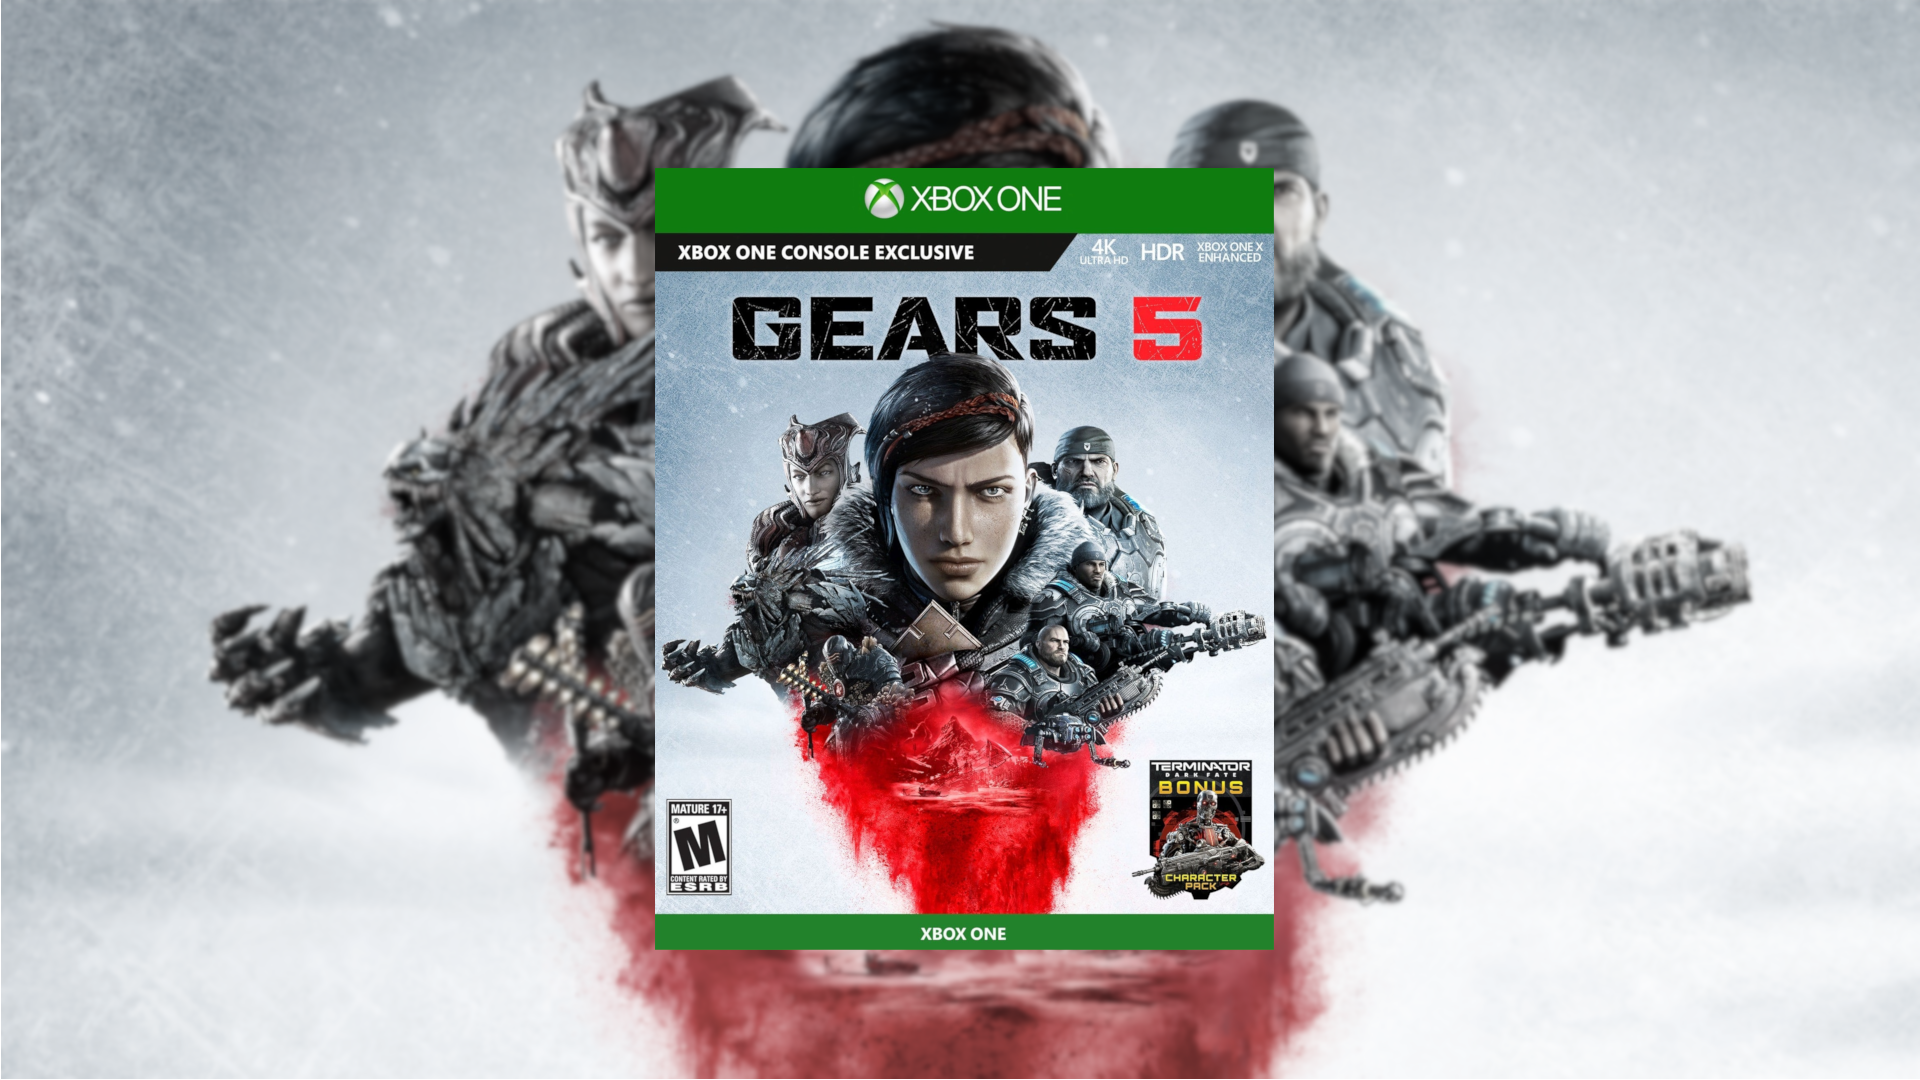 XBOX ONE
XBOX ONE CONSOLE EXCLUSIVE
4K
ULTRA HD
HDR
XBOX ONE X
ENHANCED
GEARS 5
TERMINATOR
DARK FATE
BONUS
CHARACTER
PACK
MATURE 17+
M
®
CONTENT RATED BY
ESRB
XBOX ONE